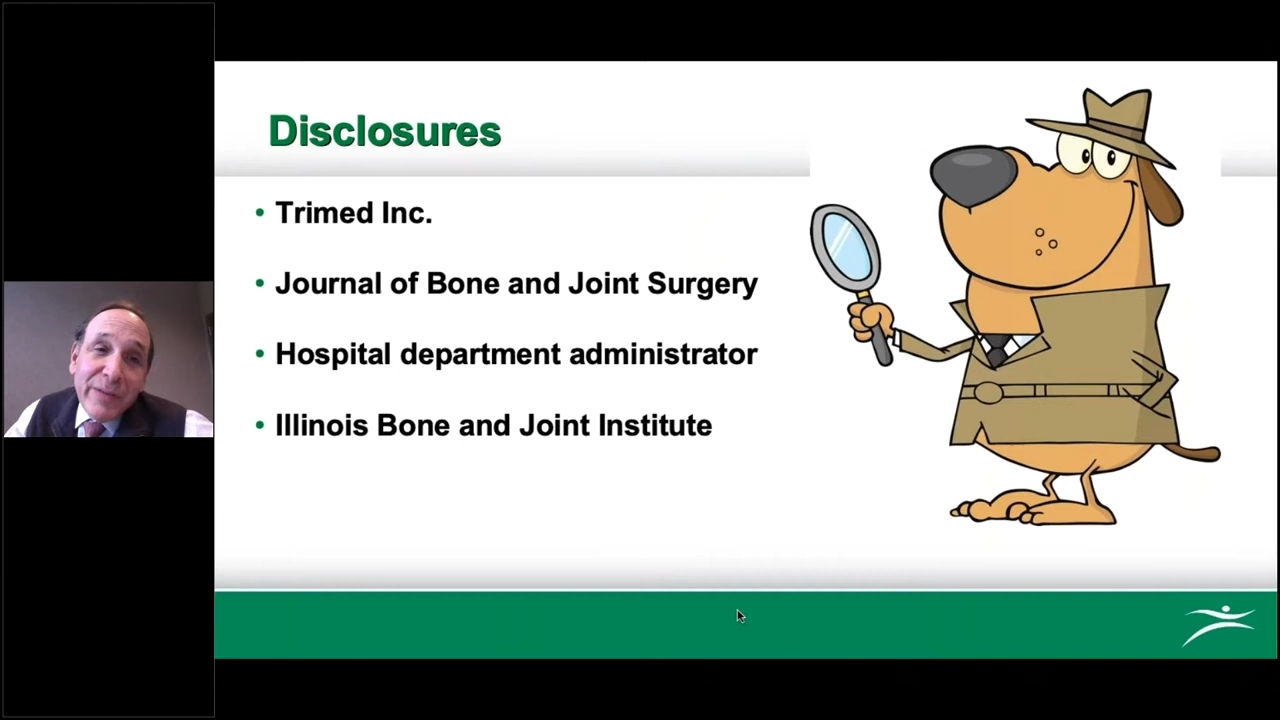 Disclosures
• Trimed Inc.
• Journal of Bone and Joint Surgery
• Hospital department administrator
• Illinois Bone and Joint Institute